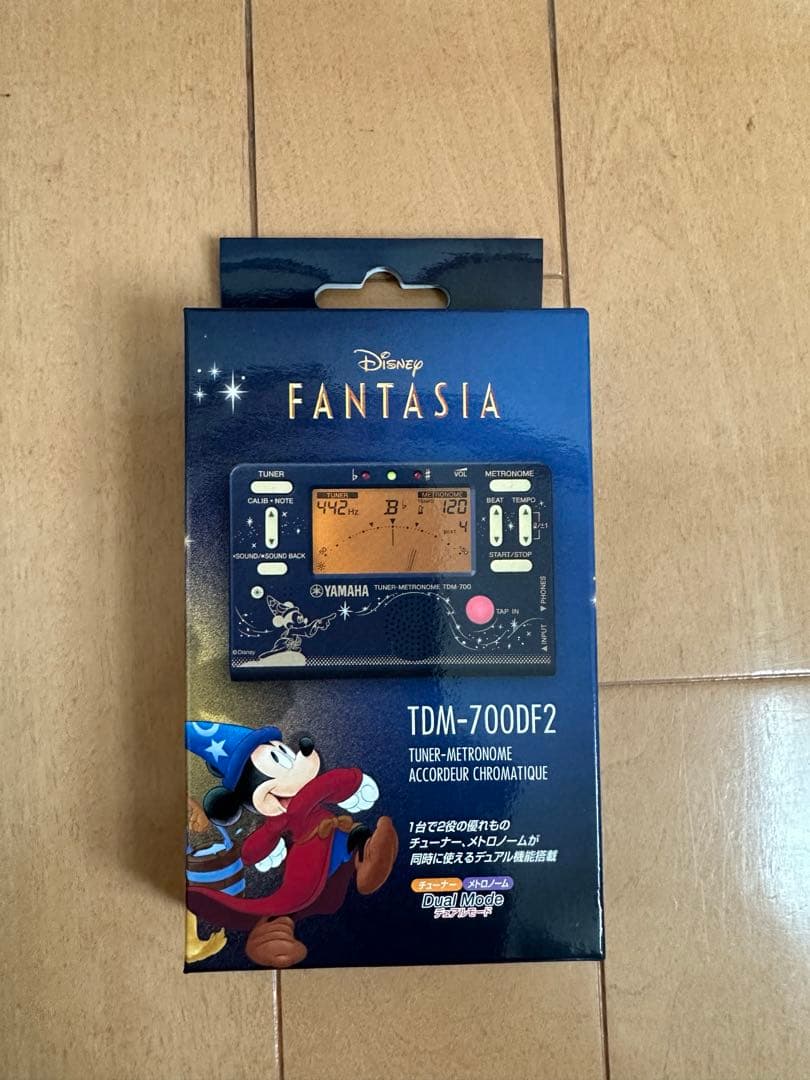 Disney
FANTASIA
TUNER
♭
♯
VOL
METRONOME
CALIB • NOTE
BEAT
TEMPO
TUNER
METRONOME
442Hz
B♭
TEMPO
120
4
BEAT
•SOUND/•SOUND BACK
START/STOP
YAMAHA
TUNER-METRONOME TDM-700
TAP IN
▲ INPUT
▼ PHONES
©Disney
TDM-700DF2
TUNER-METRONOME
ACCORDEUR CHROMATIQUE
1台で2役の優れもの
チューナー、メトロノームが
同時に使えるデュアル機能搭載
チューナー メトロノーム
Dual Mode
デュアルモード